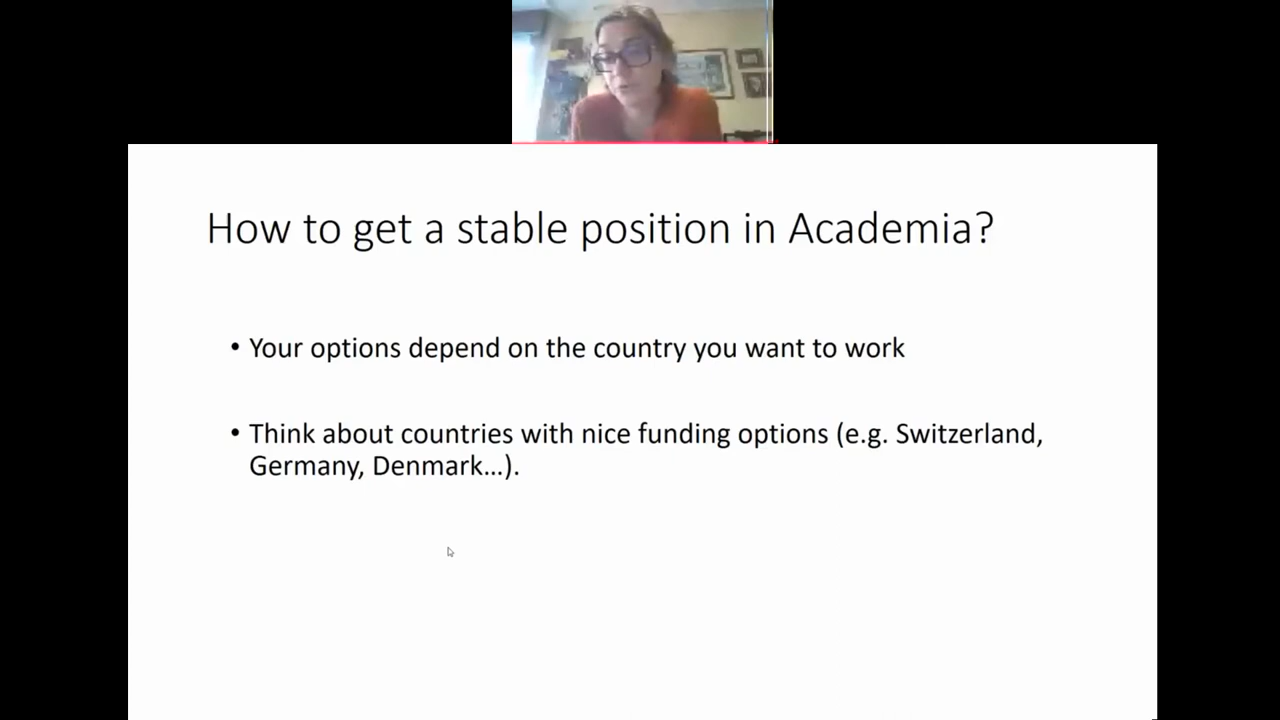 How to get a stable position in Academia?
• Your options depend on the country you want to work
• Think about countries with nice funding options (e.g. Switzerland,
Germany, Denmark...).